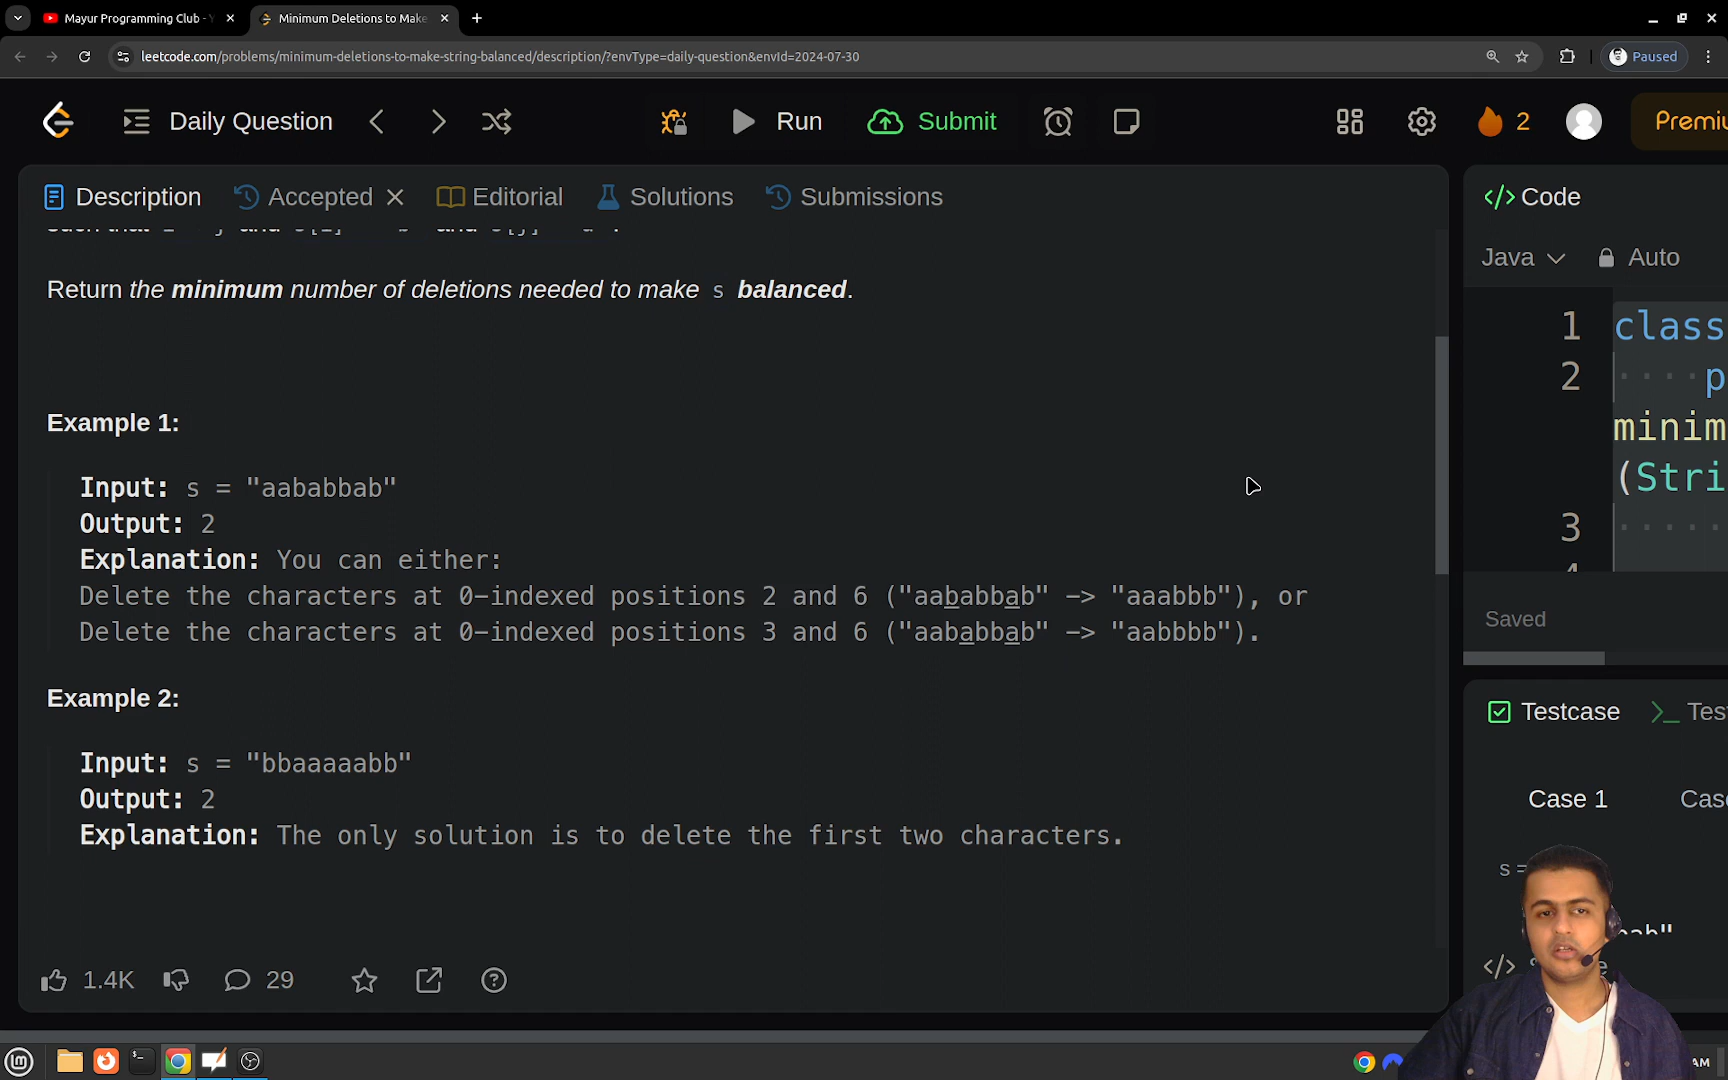 Mayur Programming Club -
Minimum Deletions to Make
leetcode.com/problems/minimum-deletions-to-make-string-balanced/description/?envType=daily-question&envId=2024-07-30
Paused
Daily Question
Run
Submit
2
Premiu
Description
Accepted
Editorial
Solutions
Submissions
Return the minimum number of deletions needed to make s balanced.
Example 1:
Input: s = "aababbab"
Output: 2
Explanation: You can either:
Delete the characters at 0-indexed positions 2 and 6 ("aababbab" -> "aaabbb"), or
Delete the characters at 0-indexed positions 3 and 6 ("aababbab" -> "aabbbb").
Example 2:
Input: s = "bbaaaaabb"
Output: 2
Explanation: The only solution is to delete the first two characters.
1.4K
29
</> Code
Java
Auto
1 class
2 p
minim
(Stri
3
Saved
Testcase
>_ Tes
Case 1
Cas
s =
AM